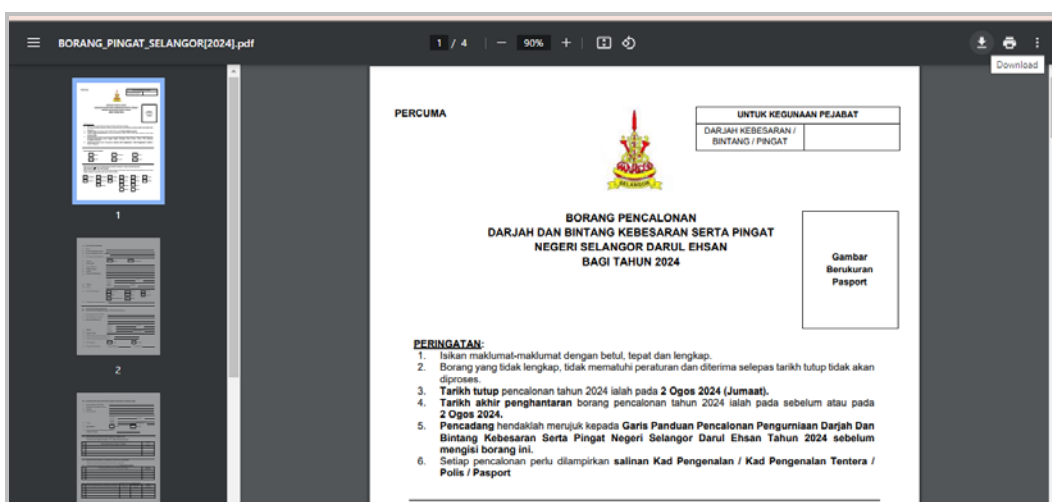 BORANG_PINGAT_SELANGOR[2024].pdf
1 / 4
90%
Download
1
2
PERCUMA
UNTUK KEGUNAAN PEJABAT
DARJAH KEBESARAN /
BINTANG / PINGAT
SELANGOR
BORANG PENCALONAN
DARJAH DAN BINTANG KEBESARAN SERTA PINGAT
NEGERI SELANGOR DARUL EHSAN
BAGI TAHUN 2024
Gambar
Berukuran
Pasport
PERINGATAN:
1. Isikan maklumat-maklumat dengan betul, tepat dan lengkap.
2. Borang yang tidak lengkap, tidak mematuhi peraturan dan diterima selepas tarikh tutup tidak akan
diproses.
3. Tarikh tutup pencalonan tahun 2024 ialah pada 2 Ogos 2024 (Jumaat).
4. Tarikh akhir penghantaran borang pencalonan tahun 2024 ialah pada sebelum atau pada
2 Ogos 2024.
5. Pencadang hendaklah merujuk kepada Garis Panduan Pencalonan Pengurniaan Darjah Dan
Bintang Kebesaran Serta Pingat Negeri Selangor Darul Ehsan Tahun 2024 sebelum
mengisi borang ini.
6. Setiap pencalonan perlu dilampirkan salinan Kad Pengenalan / Kad Pengenalan Tentera /
Polis / Pasport